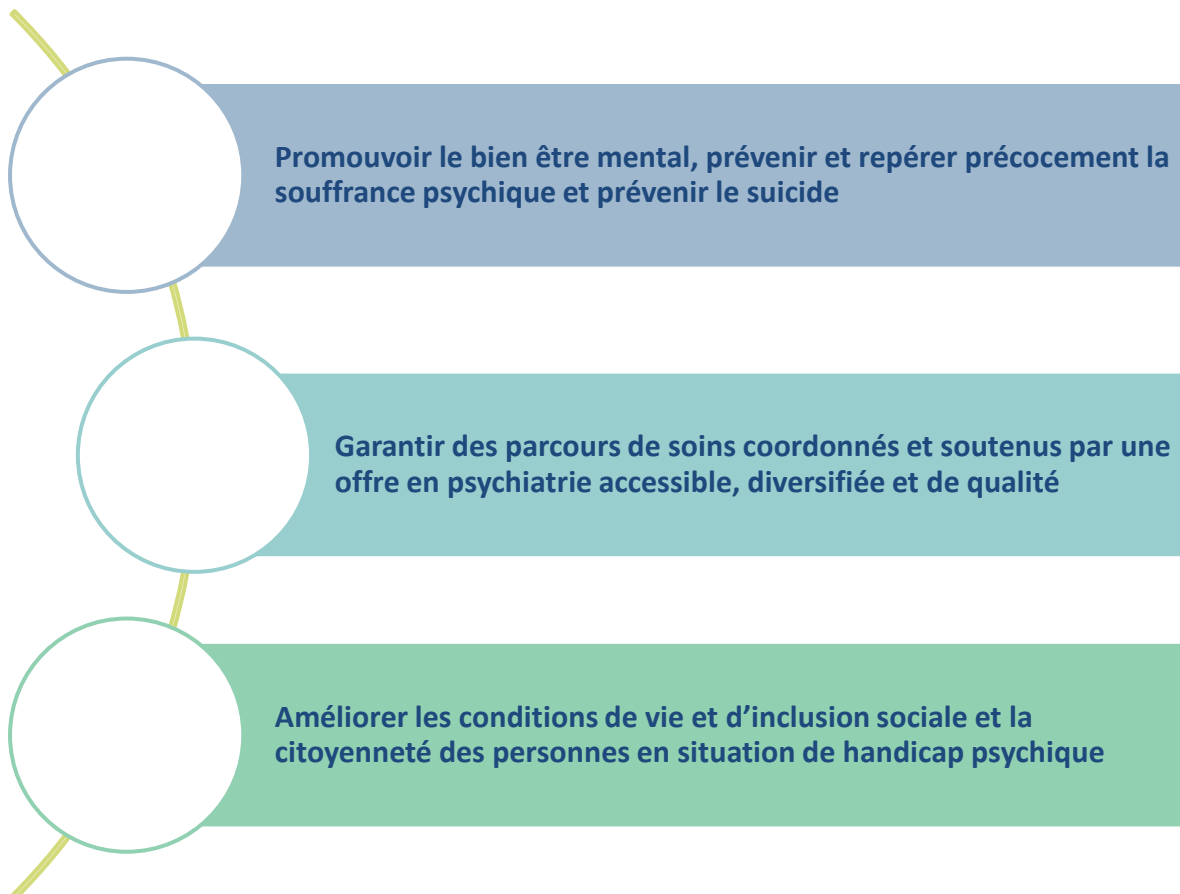 Promouvoir le bien être mental, prévenir et repérer précocement la
souffrance psychique et prévenir le suicide
Garantir des parcours de soins coordonnés et soutenus par une
offre en psychiatrie accessible, diversifiée et de qualité
Améliorer les conditions de vie et d’inclusion sociale et la
citoyenneté des personnes en situation de handicap psychique